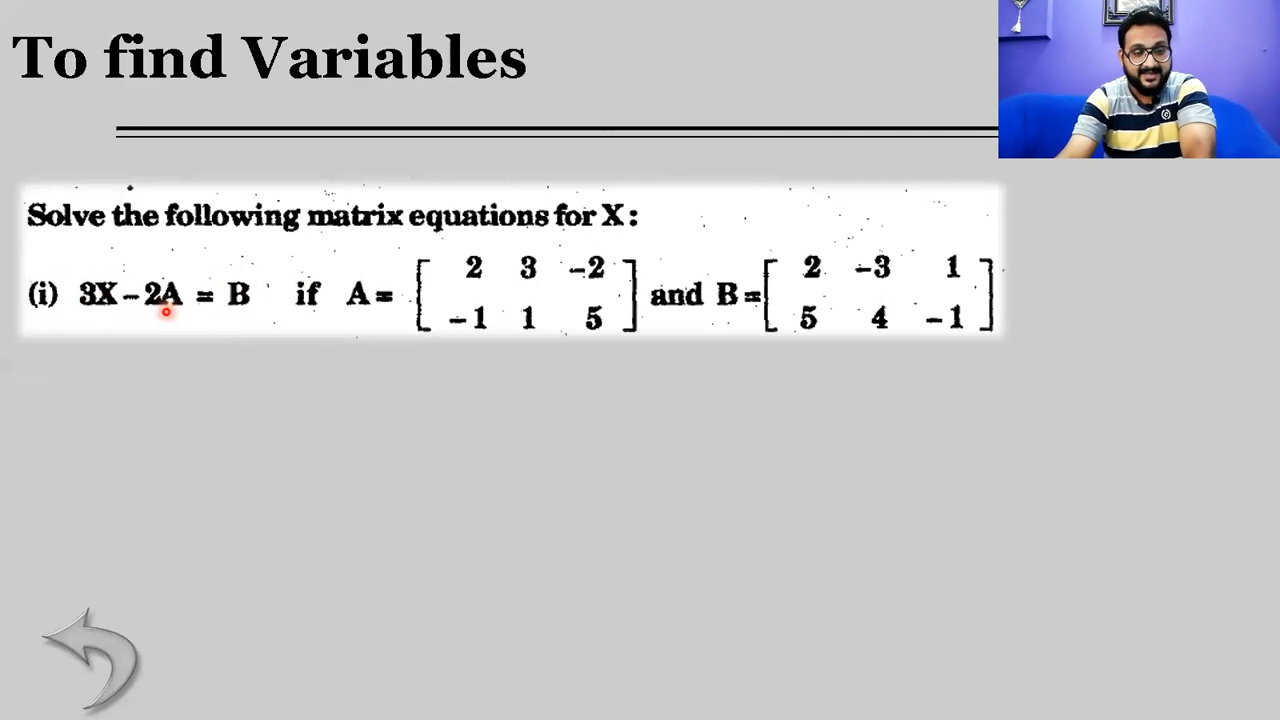 To find Variables
Solve the following matrix equations for X:
(i) 3X – 2A = B if A = [ 2 3 –2 ] and B = [ 2 –3 1 ]
[ –1 1 5 ] [ 5 4 –1 ]